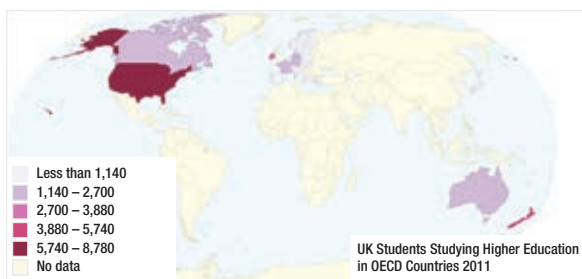 Less than 1,140
1,140 – 2,700
2,700 – 3,880
3,880 – 5,740
5,740 – 8,780
No data
UK Students Studying Higher Education
in OECD Countries 2011